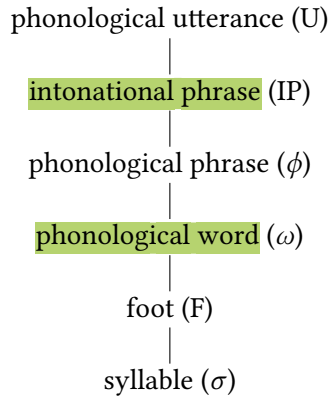 phonological utterance (U)
intonational phrase (IP)
phonological phrase (ϕ)
phonological word (ω)
foot (F)
syllable (σ)